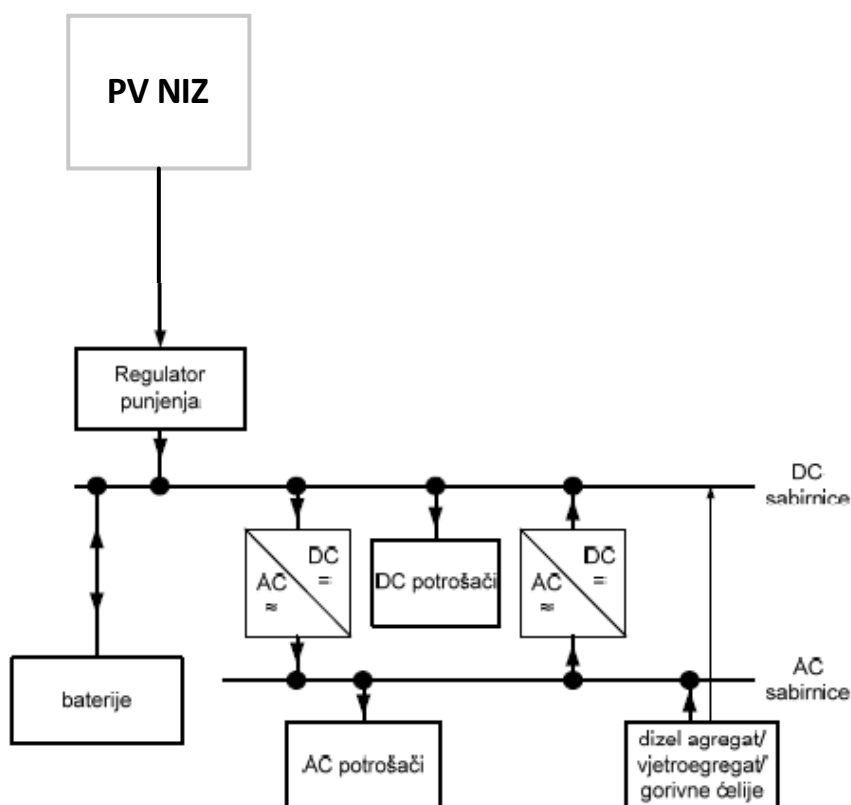 PV NIZ
Regulator
punjenja
DC
sabirnice
DC
=
AC
≈
DC potrošači
DC
=
AC
≈
baterije
AC
sabirnice
AC potrošači
dizel agregat/
vjetroegregat/
gorivne ćelije